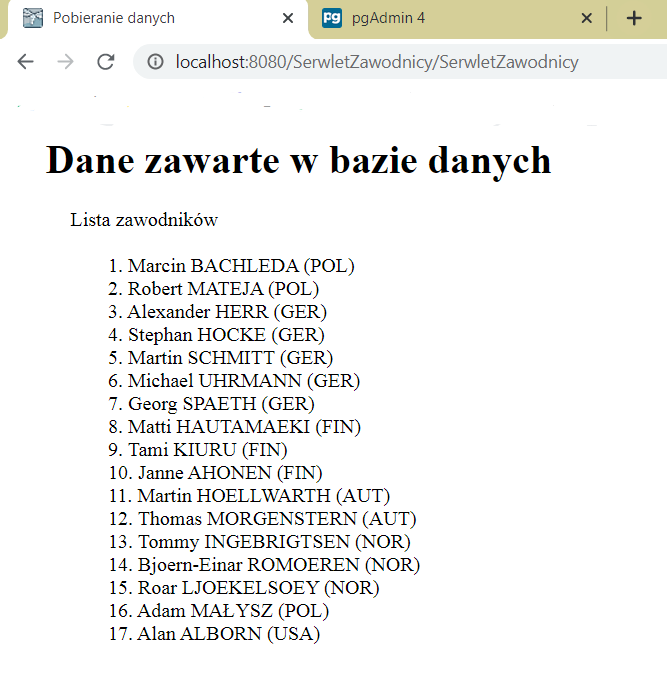 Pobieranie danych
pgAdmin 4
localhost:8080/SerwletZawodnicy/SerwletZawodnicy
Dane zawarte w bazie danych
Lista zawodników
1. Marcin BACHLEDA (POL)
2. Robert MATEJA (POL)
3. Alexander HERR (GER)
4. Stephan HOCKE (GER)
5. Martin SCHMITT (GER)
6. Michael UHRMANN (GER)
7. Georg SPAETH (GER)
8. Matti HAUTAMAEKI (FIN)
9. Tami KIURU (FIN)
10. Janne AHONEN (FIN)
11. Martin HOELLWARTH (AUT)
12. Thomas MORGENSTERN (AUT)
13. Tommy INGEBRIGTSEN (NOR)
14. Bjoern-Einar ROMOEREN (NOR)
15. Roar LJOEKELSOEY (NOR)
16. Adam MAŁYSZ (POL)
17. Alan ALBORN (USA)